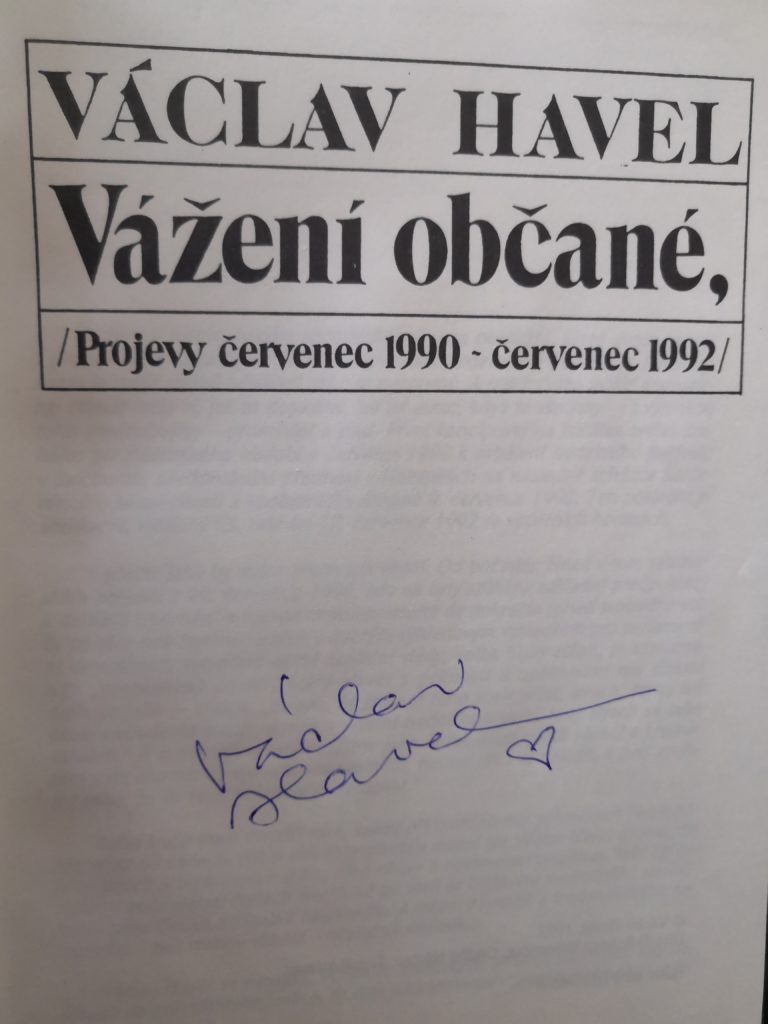 VÁCLAV HAVEL
Vážení občané,
/Projevy červenec 1990 - červenec 1992/
Václav
Havel